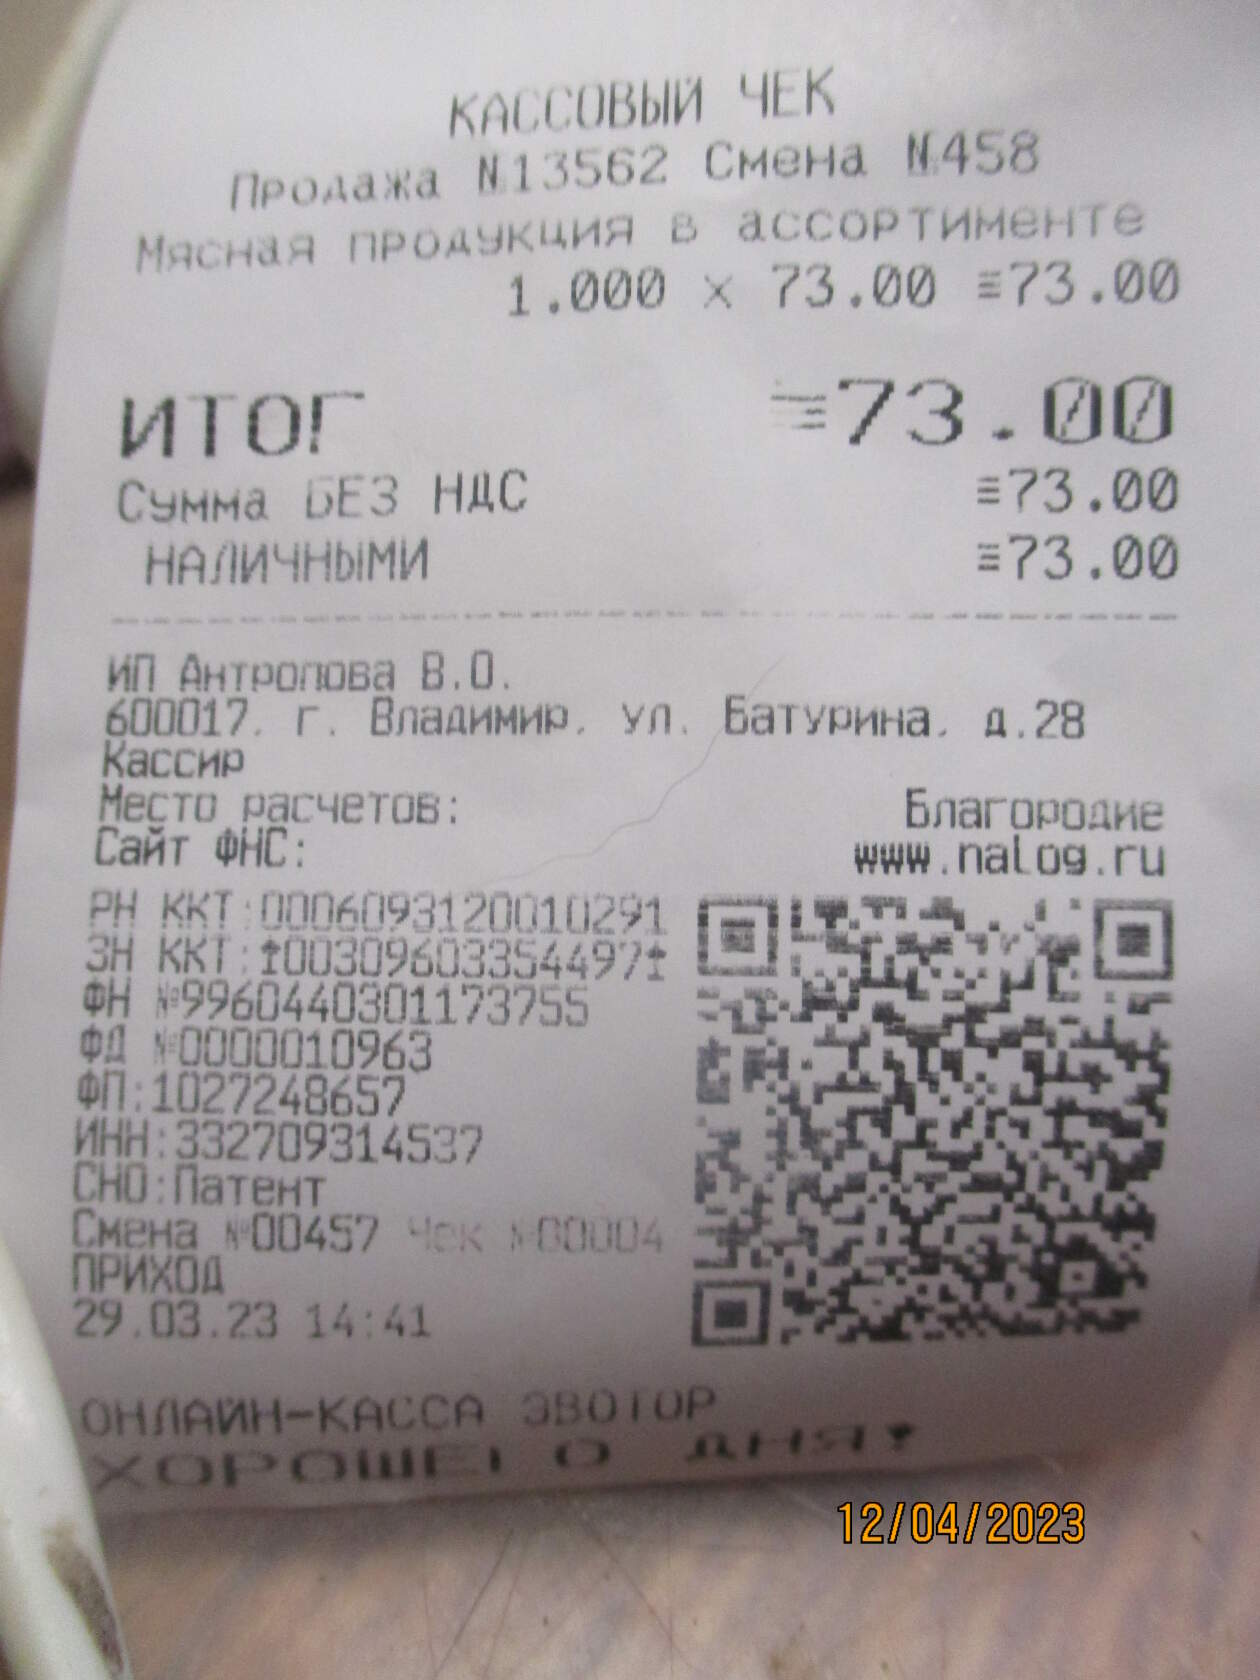 КАССОВЫЙ ЧЕК
Продажа №13562 Смена №458
Мясная продукция в ассортименте
1.000 x 73.00 ≡73.00
ИТОГ ≡73.00
Сумма БЕЗ НДС ≡73.00
НАЛИЧНЫМИ ≡73.00
ИП Антропова В.О.
600017, г. Владимир, ул. Батурина, д.28
Кассир
Место расчетов: Благородие
Сайт ФНС: www.nalog.ru
РН ККТ:0006093120010291
ЗН ККТ:↑00309603354497↑
ФН №9960440301173755
ФД №0000010963
ФП:1027248657
ИНН:332709314537
СНО:Патент
Смена №00457 Чек №00004
ПРИХОД
29.03.23 14:41
ОНЛАЙН-КАССА ЭВОТОР
ХОРОШЕГО ДНЯ!
12/04/2023